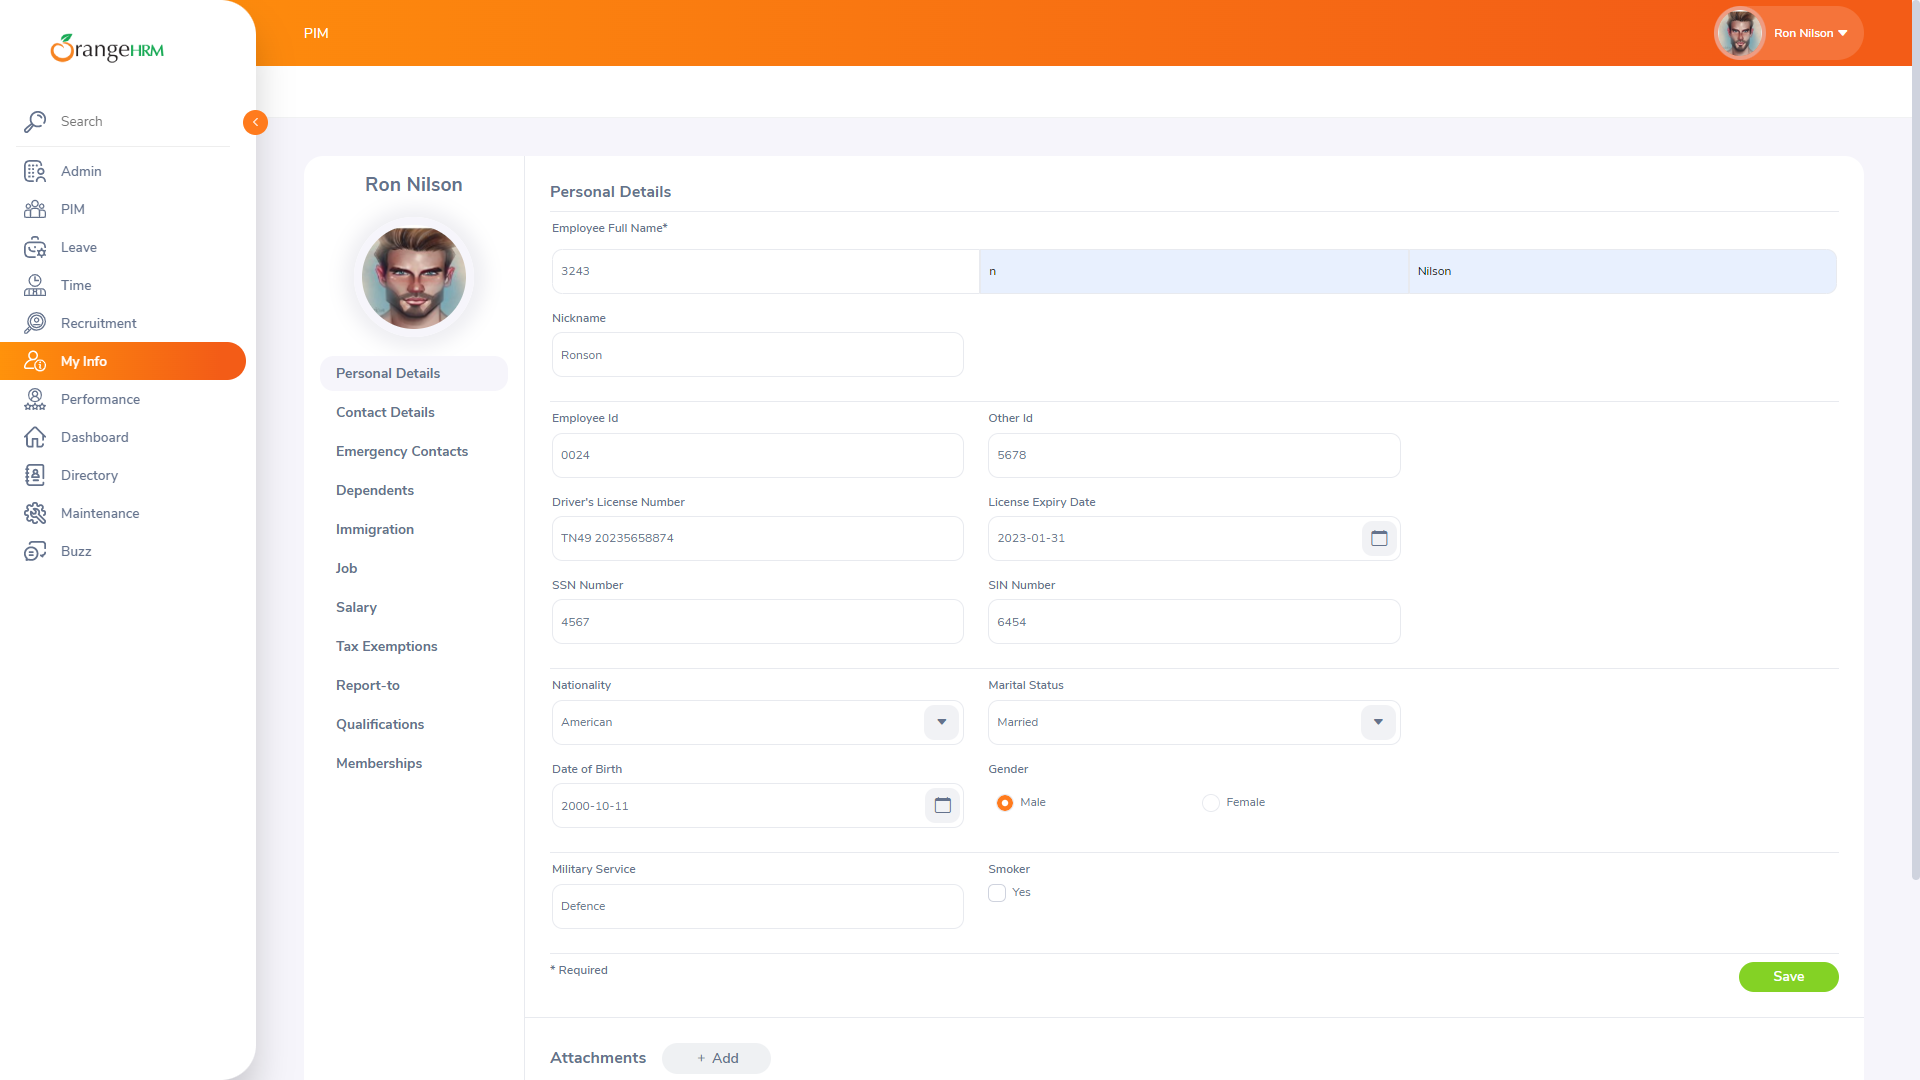 OrangeHRM
PIM
Ron Nilson
Search
Admin
PIM
Leave
Time
Recruitment
My Info
Performance
Dashboard
Directory
Maintenance
Buzz
Ron Nilson
Personal Details
Contact Details
Emergency Contacts
Dependents
Immigration
Job
Salary
Tax Exemptions
Report-to
Qualifications
Memberships
Personal Details
Employee Full Name*
3243 n Nilson
Nickname
Ronson
Employee Id Other Id
0024 5678
Driver's License Number License Expiry Date
TN49 20235658874 2023-01-31
SSN Number SIN Number
4567 6454
Nationality Marital Status
American Married
Date of Birth Gender
2000-10-11 Male Female
Military Service Smoker
Defence Yes
* Required Save
Attachments + Add